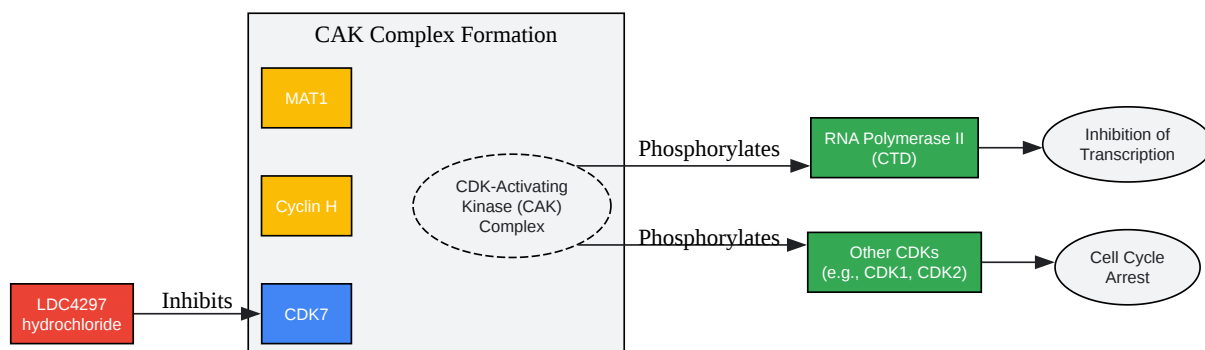 CAK Complex Formation
MAT1
Cyclin H
CDK7
LDC4297
hydrochloride
Inhibits
CDK-Activating
Kinase (CAK)
Complex
Phosphorylates
Phosphorylates
RNA Polymerase II
(CTD)
Other CDKs
(e.g., CDK1, CDK2)
Inhibition of
Transcription
Cell Cycle
Arrest